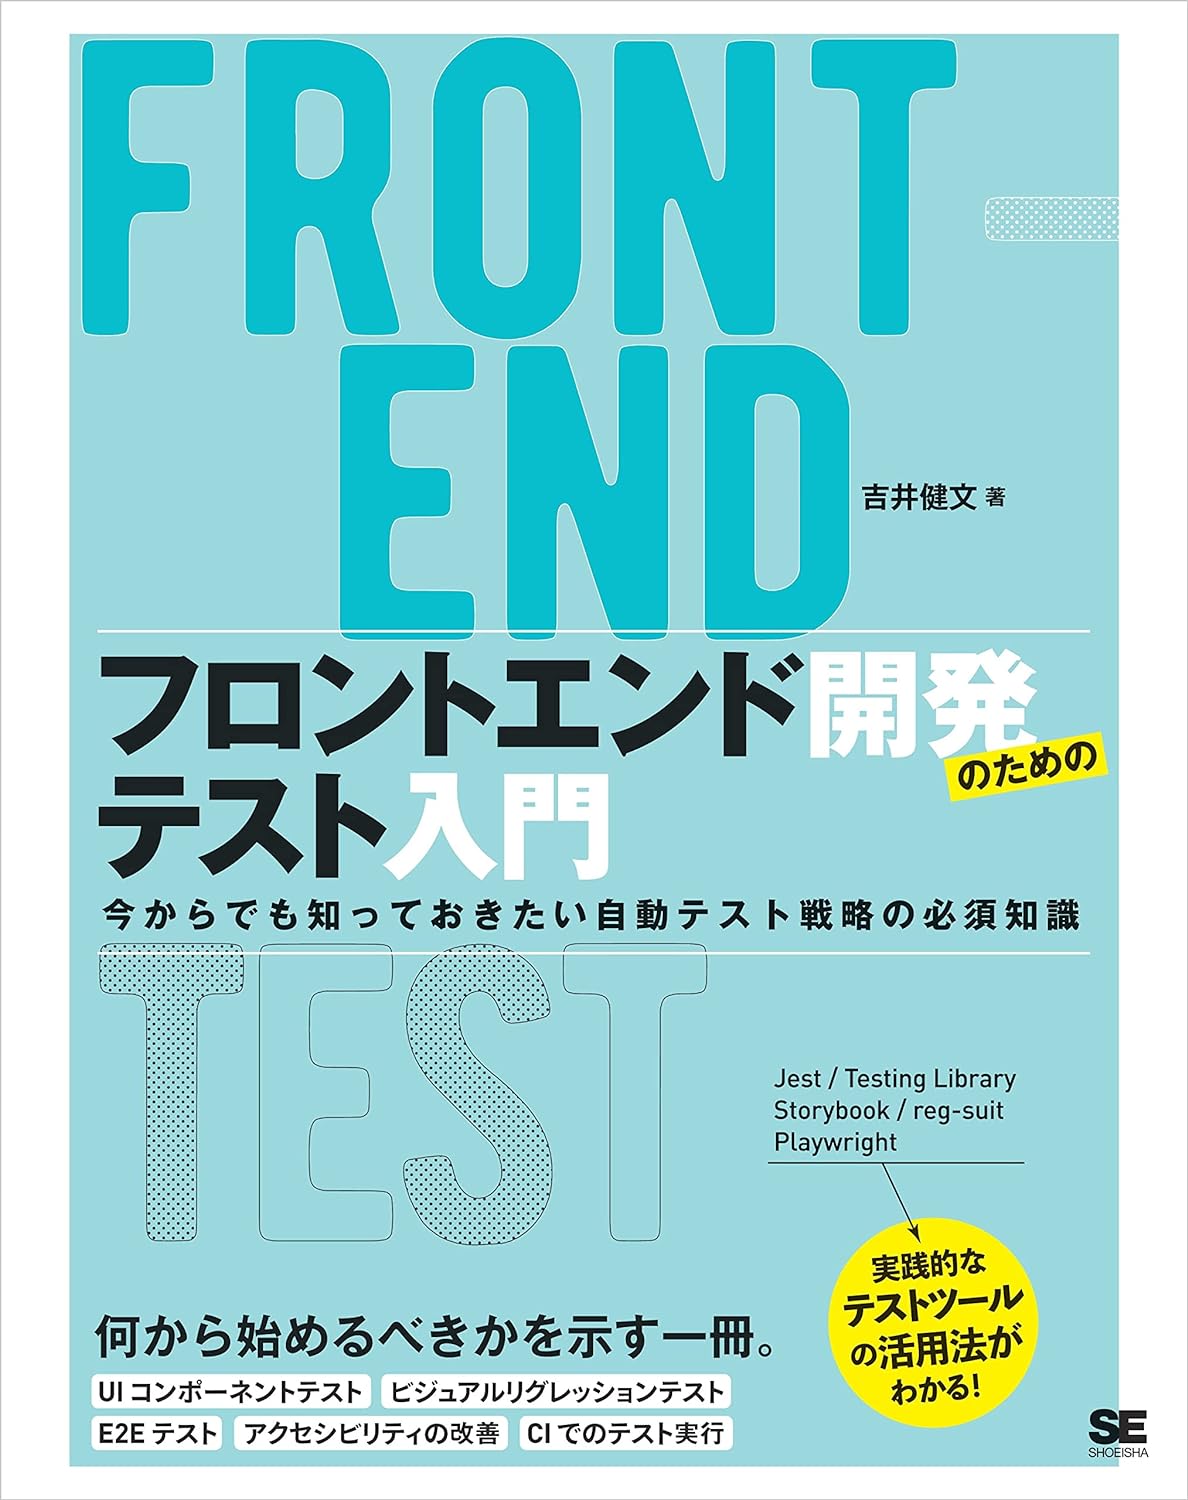 FRONT-
END
吉井健文 著
フロントエンド開発
のための
テスト入門
今からでも知っておきたい自動テスト戦略の必須知識
TEST
Jest / Testing Library
Storybook / reg-suit
Playwright
実践的な
テストツール
の活用法が
わかる!
何から始めるべきかを示す一冊。
UIコンポーネントテスト
ビジュアルリグレッションテスト
E2Eテスト
アクセシビリティの改善
CIでのテスト実行
SE
SHOEISHA